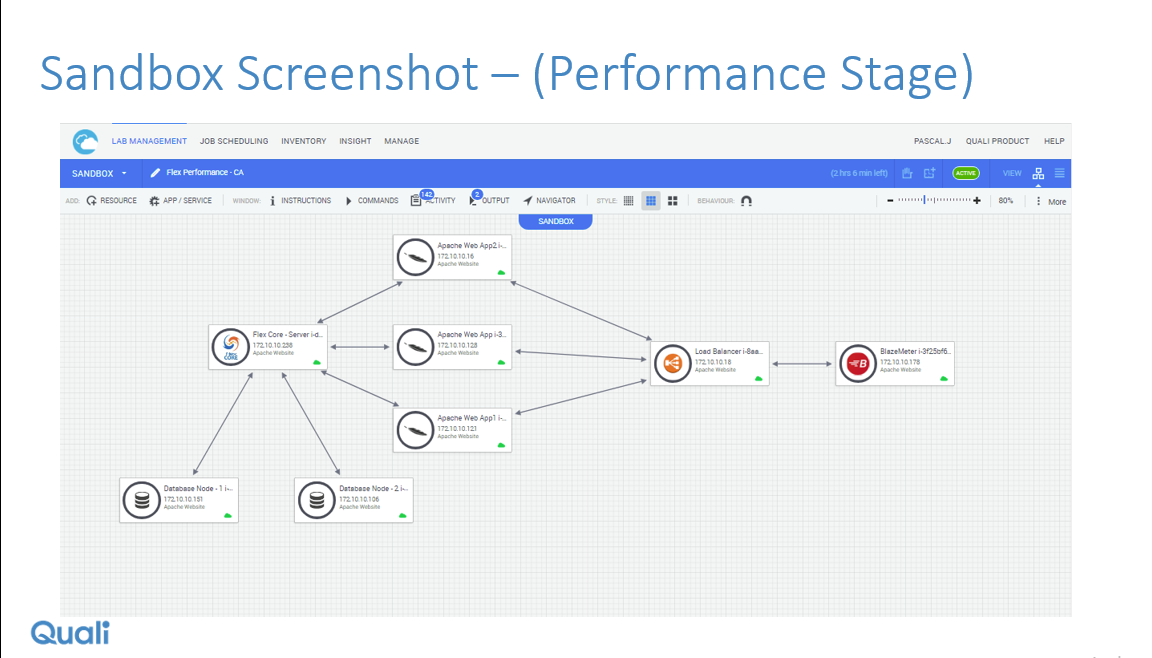 Sandbox Screenshot – (Performance Stage)
LAB MANAGEMENT JOB SCHEDULING INVENTORY INSIGHT MANAGE PASCAL.J QUALI PRODUCT HELP
SANDBOX Flex Performance - CA (2 hrs 6 min left) ACTIVE VIEW
ADD: RESOURCE APP / SERVICE WINDOW: INSTRUCTIONS COMMANDS 142 ACTIVITY 2 OUTPUT NAVIGATOR STYLE: BEHAVIOUR: 80% More
SANDBOX
Apache Web App2 i-...
172.10.10.16
Apache Website
Flex Core - Server i-d...
172.10.10.238
Apache Website
FLEX CORE
Apache Web App i-3...
172.10.10.128
Apache Website
Load Balancer i-8aa...
172.10.10.18
Apache Website
BlazeMeter i-3f25bf6...
172.10.10.178
Apache Website
Apache Web App1 i-...
172.10.10.121
Apache Website
Database Node - 1 i-...
172.10.10.151
Apache Website
Database Node - 2 i-...
172.10.10.106
Apache Website
Quali